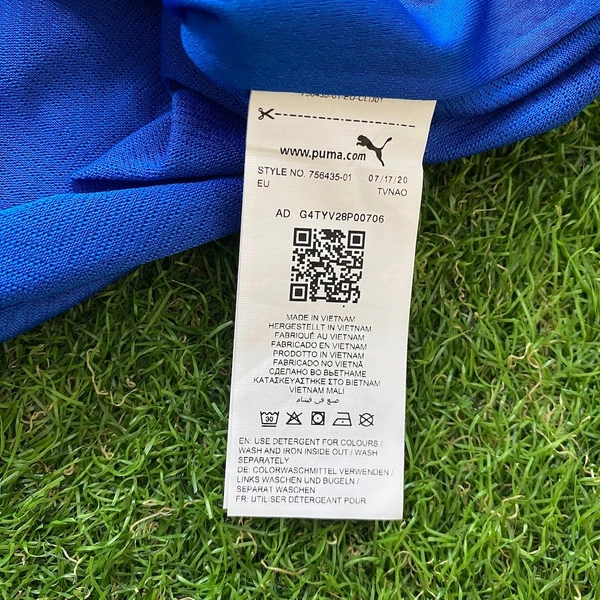 www.puma.com
STYLE NO. 756435-01 07/17/20
EU TVNAO
AD G4TYV28P00706
MADE IN VIETNAM
HERGESTELLT IN VIETNAM
FABRIQUÉ AU VIETNAM
FABRICADO EN VIETNAM
PRODOTTO IN VIETNAM
FABRICADO NO VIETNÃ
СДЕЛАНО ВО ВЬЕТНАМЕ
ΚΑΤΑΣΚΕΥΑΣΤΗΚΕ ΣΤΟ ΒΙΕΤΝΑΜ
VIETNAM MALI
صنع في فيتنام
30
EN: USE DETERGENT FOR COLOURS /
WASH AND IRON INSIDE OUT / WASH
SEPARATELY
DE: COLORWASCHMITTEL VERWENDEN /
LINKS WASCHEN UND BUGELN /
SEPARAT WASCHEN
FR: UTILISER DÉTERGENT POUR